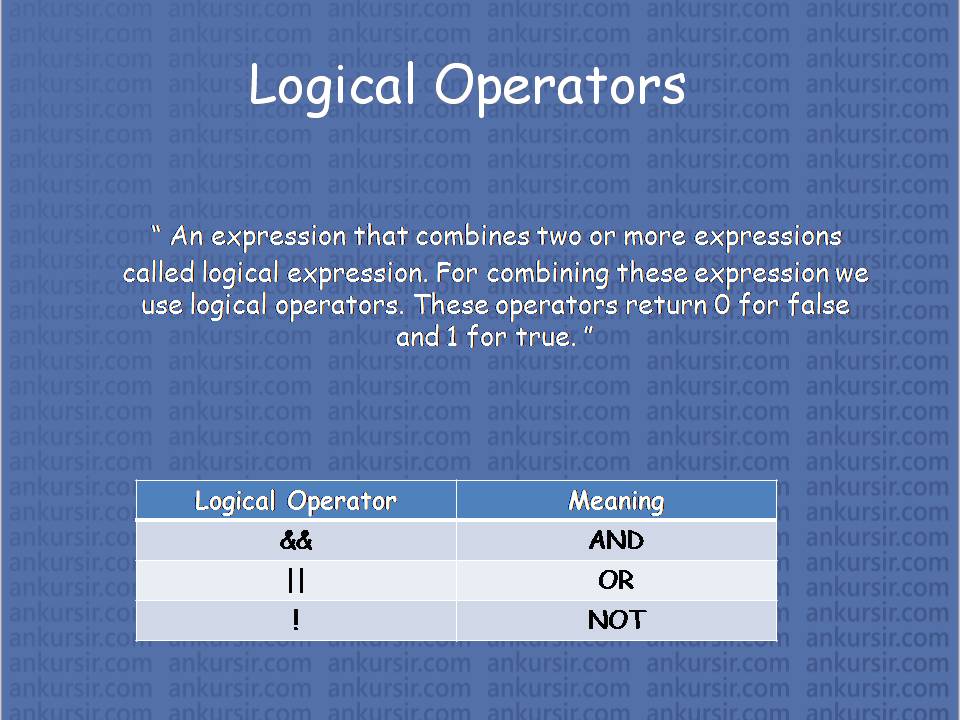 Logical Operators
“ An expression that combines two or more expressions
called logical expression. For combining these expression we
use logical operators. These operators return 0 for false
and 1 for true. ”
Logical Operator Meaning
&& AND
|| OR
! NOT
ankursir.com